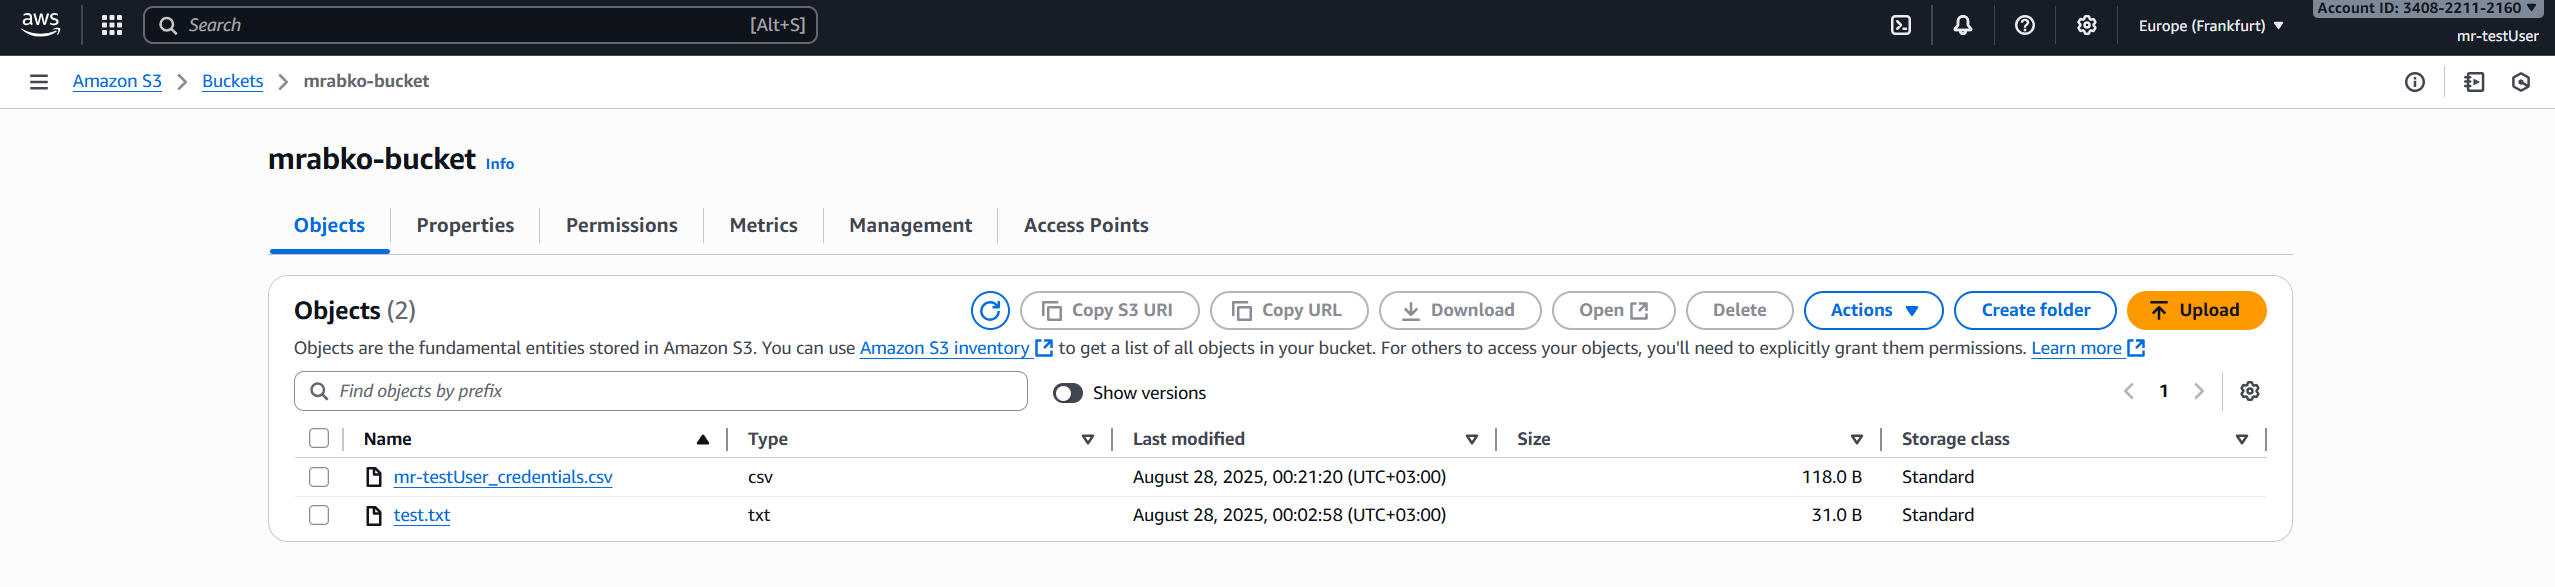 aws Search [Alt+S] Europe (Frankfurt) Account ID: 3408-2211-2160
mr-testUser
Amazon S3 > Buckets > mrabko-bucket
mrabko-bucket Info
Objects Properties Permissions Metrics Management Access Points
Objects (2) Copy S3 URI Copy URL Download Open Delete Actions Create folder Upload
Objects are the fundamental entities stored in Amazon S3. You can use Amazon S3 inventory to get a list of all objects in your bucket. For others to access your objects, you'll need to explicitly grant them permissions. Learn more
Find objects by prefix Show versions 1
Name Type Last modified Size Storage class
mr-testUser_credentials.csv csv August 28, 2025, 00:21:20 (UTC+03:00) 118.0 B Standard
test.txt txt August 28, 2025, 00:02:58 (UTC+03:00) 31.0 B Standard